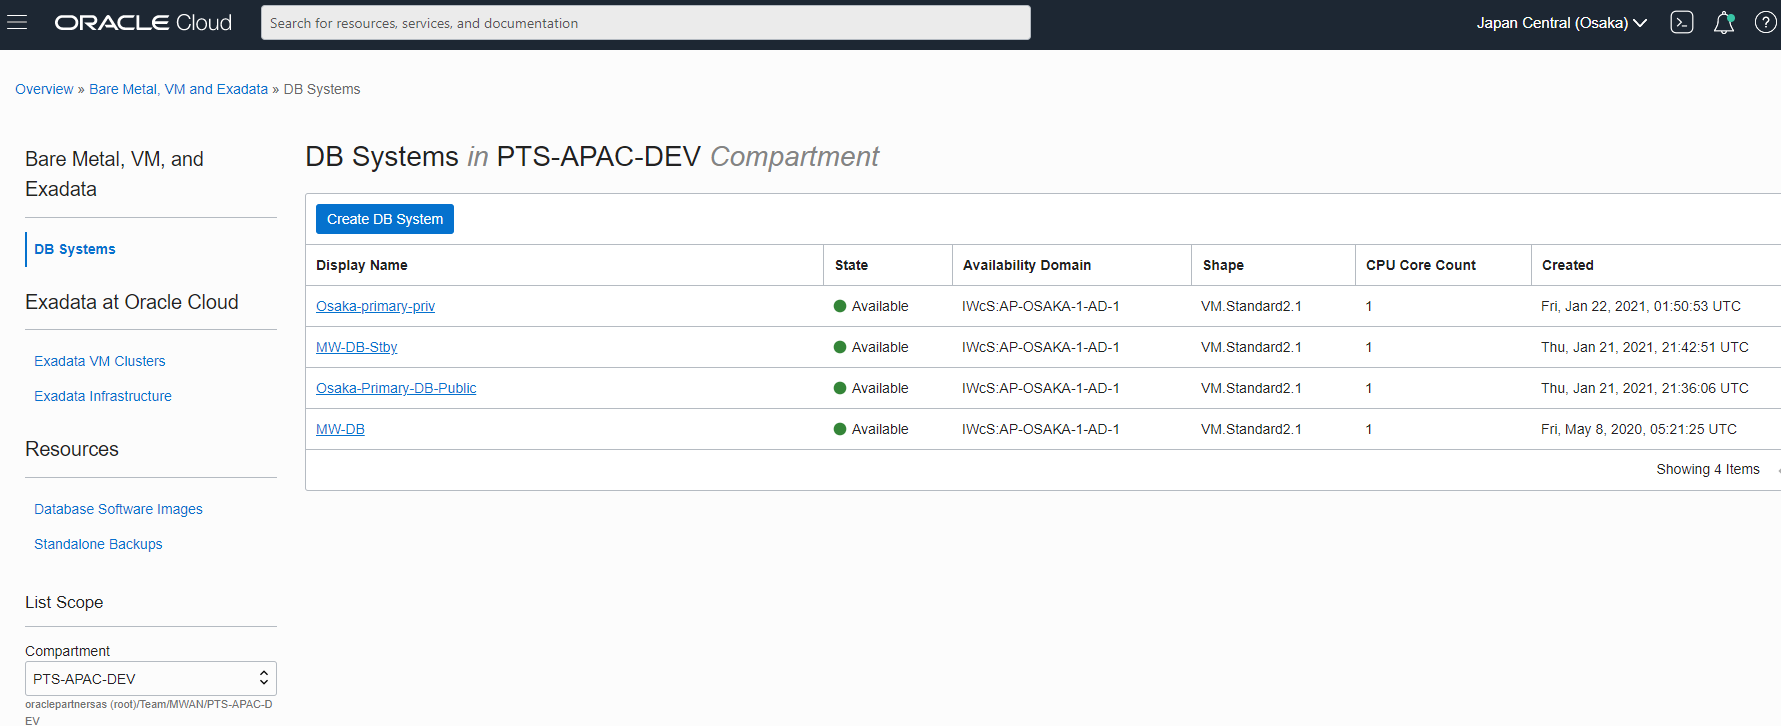 ORACLE Cloud
Search for resources, services, and documentation
Japan Central (Osaka)
Overview » Bare Metal, VM and Exadata » DB Systems
Bare Metal, VM, and
Exadata
DB Systems
Exadata at Oracle Cloud
Exadata VM Clusters
Exadata Infrastructure
Resources
Database Software Images
Standalone Backups
List Scope
Compartment
PTS-APAC-DEV
oraclepartnersas (root)/Team/MWAN/PTS-APAC-D
EV
DB Systems in PTS-APAC-DEV Compartment
Create DB System
Display Name State Availability Domain Shape CPU Core Count Created
Osaka-primary-priv Available IWcS:AP-OSAKA-1-AD-1 VM.Standard2.1 1 Fri, Jan 22, 2021, 01:50:53 UTC
MW-DB-Stby Available IWcS:AP-OSAKA-1-AD-1 VM.Standard2.1 1 Thu, Jan 21, 2021, 21:42:51 UTC
Osaka-Primary-DB-Public Available IWcS:AP-OSAKA-1-AD-1 VM.Standard2.1 1 Thu, Jan 21, 2021, 21:36:06 UTC
MW-DB Available IWcS:AP-OSAKA-1-AD-1 VM.Standard2.1 1 Fri, May 8, 2020, 05:21:25 UTC
Showing 4 Items